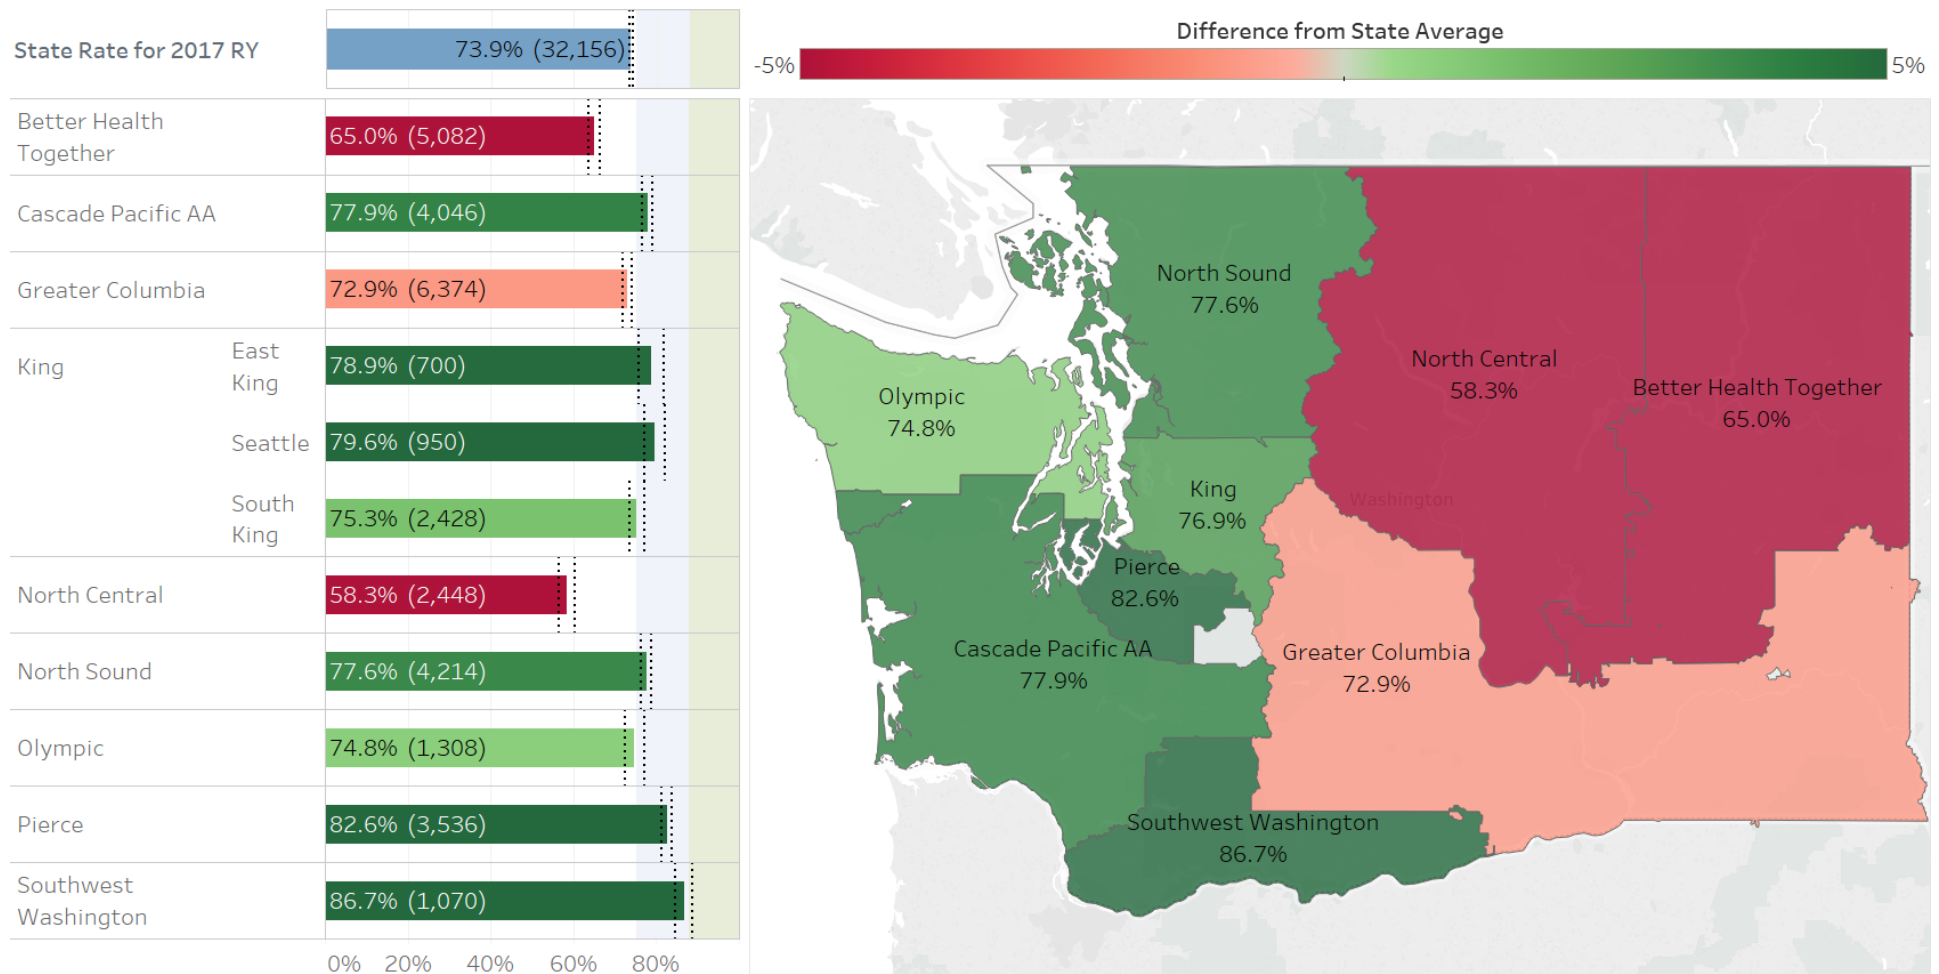 State Rate for 2017 RY
73.9% (32,156)
Better Health
Together
65.0% (5,082)
Cascade Pacific AA
77.9% (4,046)
Greater Columbia
72.9% (6,374)
King
East
King
78.9% (700)
Seattle
79.6% (950)
South
King
75.3% (2,428)
North Central
58.3% (2,448)
North Sound
77.6% (4,214)
Olympic
74.8% (1,308)
Pierce
82.6% (3,536)
Southwest
Washington
86.7% (1,070)
0% 20% 40% 60% 80%
Difference from State Average
-5% 5%
North Sound
77.6%
North Central
58.3%
Better Health Together
65.0%
Olympic
74.8%
King
76.9%
Washington
Pierce
82.6%
Cascade Pacific AA
77.9%
Greater Columbia
72.9%
Southwest Washington
86.7%